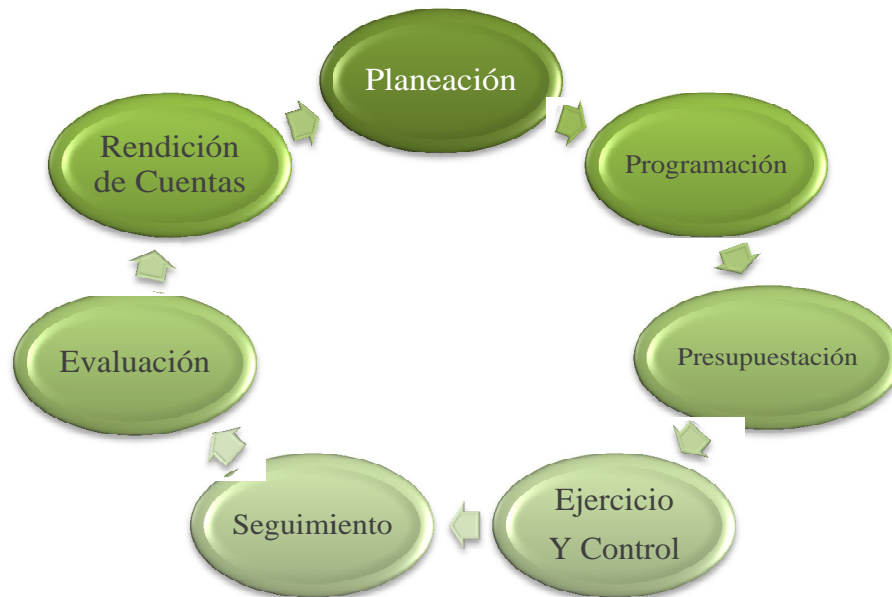 Planeación
Programación
Presupuestación
Ejercicio
Y Control
Seguimiento
Evaluación
Rendición
de Cuentas